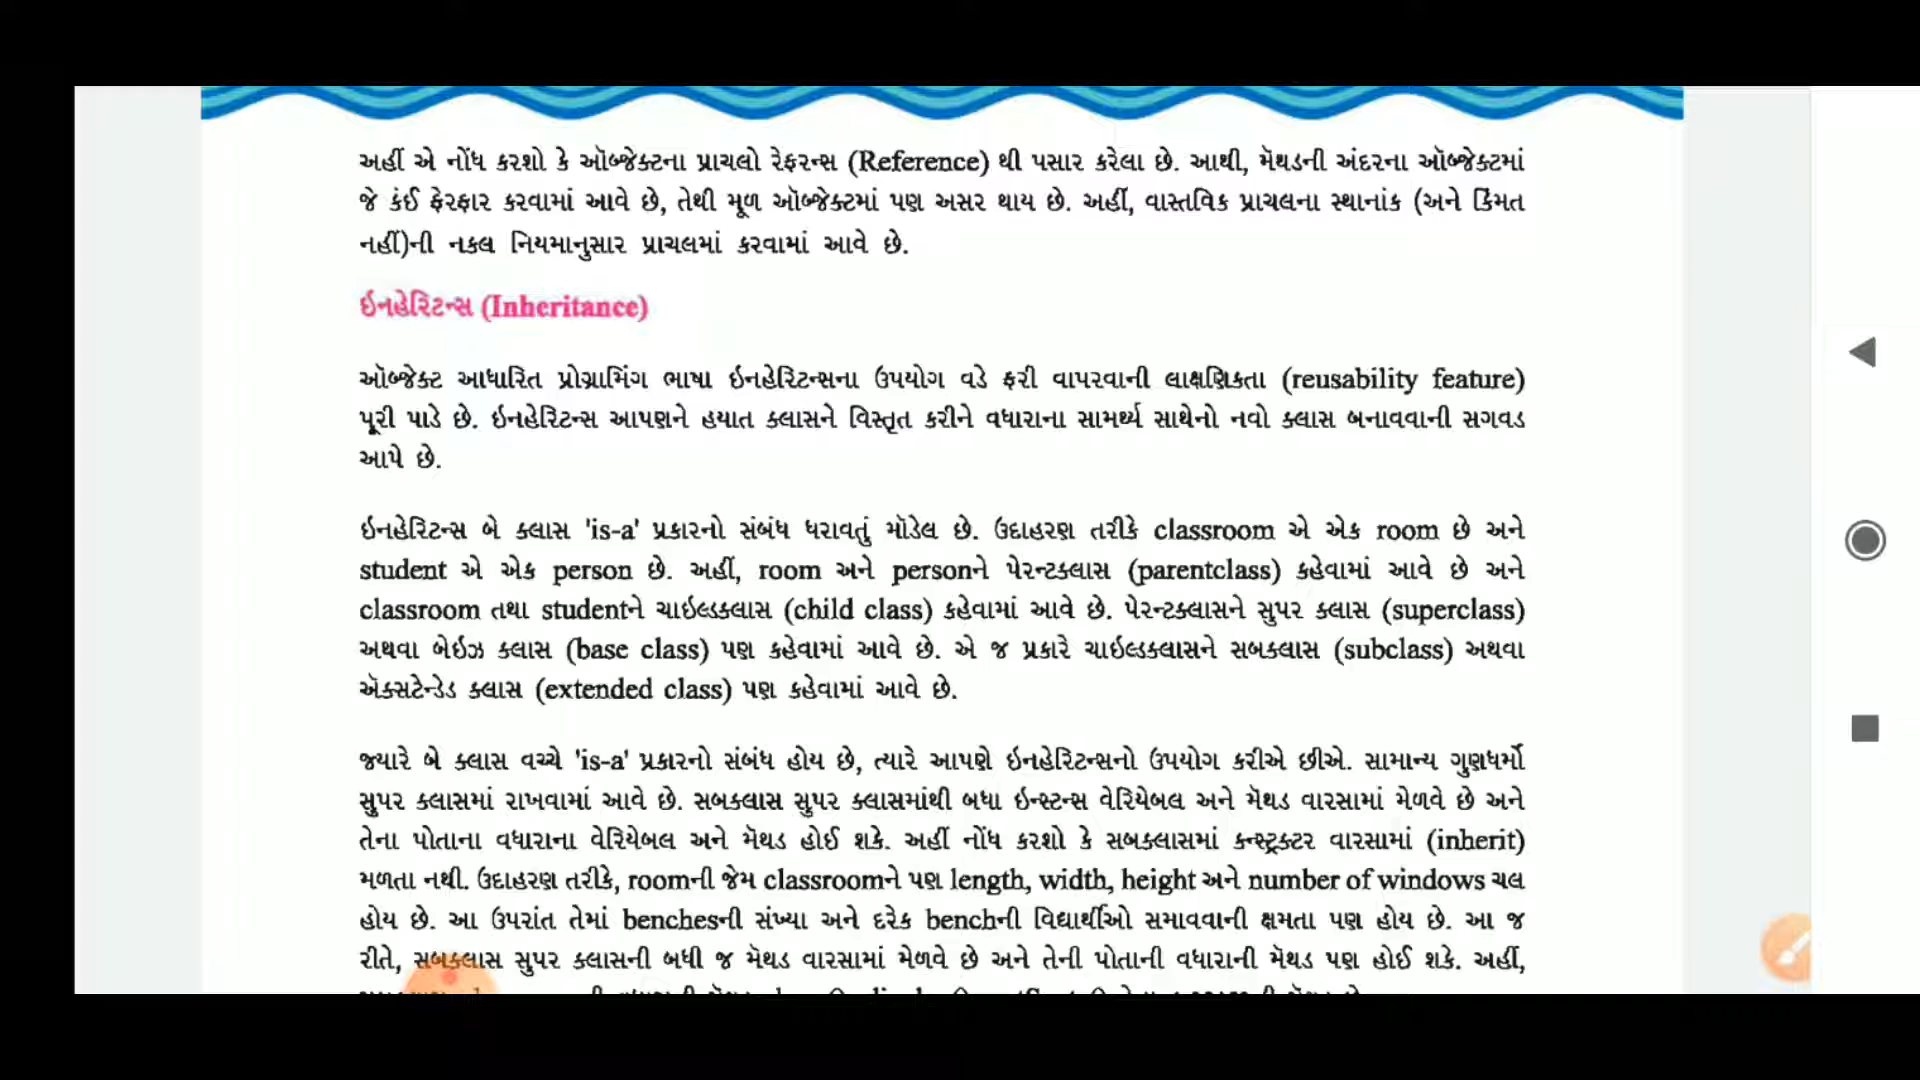 અહીં એ નોંધ કરશો કે ઑબ્જેક્ટના પ્રાચલો રેફરન્સ (Reference) થી પસાર કરેલા છે. આથી, મૅથડની અંદરના ઑબ્જેક્ટમાં
જે કંઈ ફેરફાર કરવામાં આવે છે, તેથી મૂળ ઑબ્જેક્ટમાં પણ અસર થાય છે. અહીં, વાસ્તવિક પ્રાચલના સ્થાનાંક (અને કિંમત
નહીં)ની નકલ નિયમાનુસાર પ્રાચલમાં કરવામાં આવે છે.
ઇનહેરિટન્સ (Inheritance)
ઑબ્જેક્ટ આધારિત પ્રોગ્રામિંગ ભાષા ઇનહેરિટન્સના ઉપયોગ વડે ફરી વાપરવાની લાક્ષણિકતા (reusability feature)
પૂરી પાડે છે. ઇનહેરિટન્સ આપણને હયાત ક્લાસને વિસ્તૃત કરીને વધારાના સામર્થ્ય સાથેનો નવો ક્લાસ બનાવવાની સગવડ
આપે છે.
ઇનહેરિટન્સ બે ક્લાસ 'is-a' પ્રકારનો સંબંધ ધરાવતું મૉડેલ છે. ઉદાહરણ તરીકે classroom એ એક room છે અને
student એ એક person છે. અહીં, room અને personને પેરન્ટક્લાસ (parentclass) કહેવામાં આવે છે અને
classroom તથા studentને ચાઇલ્ડક્લાસ (child class) કહેવામાં આવે છે. પેરન્ટક્લાસને સુપર ક્લાસ (superclass)
અથવા બેઇઝ ક્લાસ (base class) પણ કહેવામાં આવે છે. એ જ પ્રકારે ચાઇલ્ડક્લાસને સબક્લાસ (subclass) અથવા
ઍક્સટેન્ડેડ ક્લાસ (extended class) પણ કહેવામાં આવે છે.
જ્યારે બે ક્લાસ વચ્ચે 'is-a' પ્રકારનો સંબંધ હોય છે, ત્યારે આપણે ઇનહેરિટન્સનો ઉપયોગ કરીએ છીએ. સામાન્ય ગુણધર્મો
સુપર ક્લાસમાં રાખવામાં આવે છે. સબક્લાસ સુપર ક્લાસમાંથી બધા ઇન્સ્ટન્સ વેરિયેબલ અને મૅથડ વારસામાં મેળવે છે અને
તેના પોતાના વધારાના વેરિયેબલ અને મૅથડ હોઈ શકે. અહીં નોંધ કરશો કે સબક્લાસમાં કન્સ્ટ્રક્ટર વારસામાં (inherit)
મળતા નથી. ઉદાહરણ તરીકે, roomની જેમ classroomને પણ length, width, height અને number of windows ચલ
હોય છે. આ ઉપરાંત તેમાં benchesની સંખ્યા અને દરેક benchની વિદ્યાર્થીઓ સમાવવાની ક્ષમતા પણ હોય છે. આ જ
રીતે, સબક્લાસ સુપર ક્લાસની બધી જ મૅથડ વારસામાં મેળવે છે અને તેની પોતાની વધારાની મૅથડ પણ હોઈ શકે. અહીં,